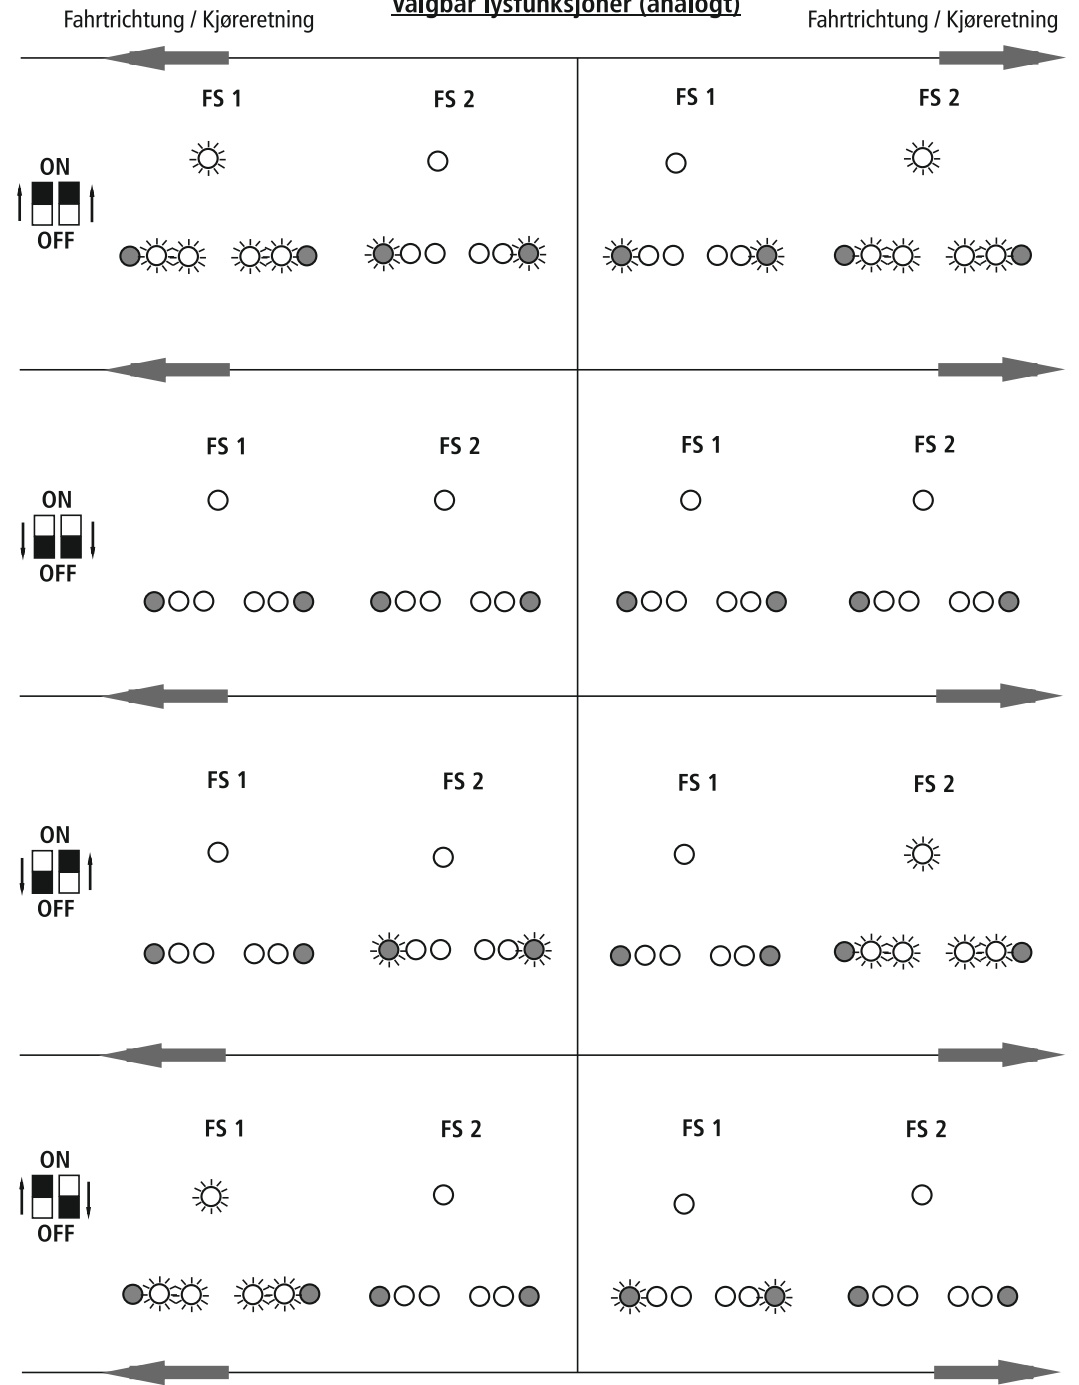 Valgbar lysfunksjoner (analogt)
Fahrtrichtung / Kjøreretning
Fahrtrichtung / Kjøreretning
FS 1
FS 2
FS 1
FS 2
ON
OFF
FS 1
FS 2
FS 1
FS 2
ON
OFF
FS 1
FS 2
FS 1
FS 2
ON
OFF
FS 1
FS 2
FS 1
FS 2
ON
OFF